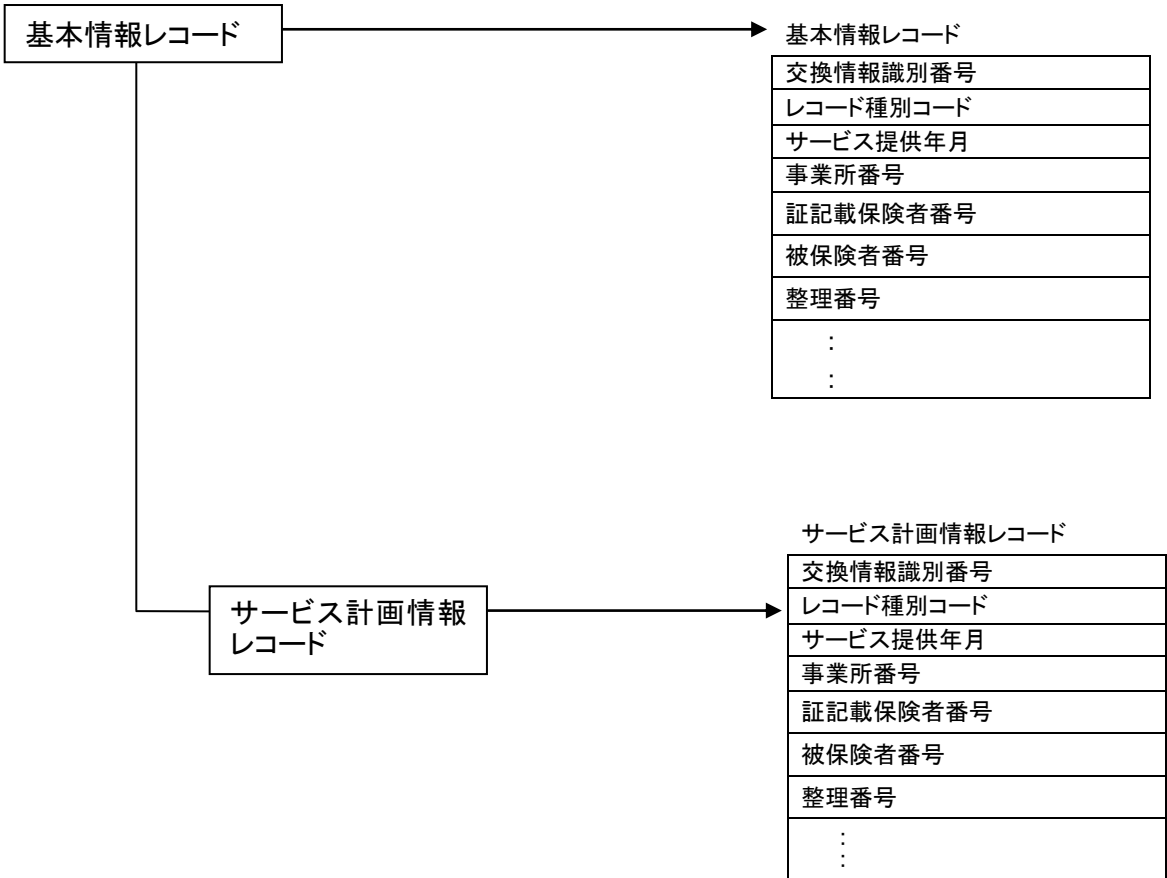 基本情報レコード
基本情報レコード
交換情報識別番号
レコード種別コード
サービス提供年月
事業所番号
証記載保険者番号
被保険者番号
整理番号
:
:
サービス計画情報
レコード
サービス計画情報レコード
交換情報識別番号
レコード種別コード
サービス提供年月
事業所番号
証記載保険者番号
被保険者番号
整理番号
:
: